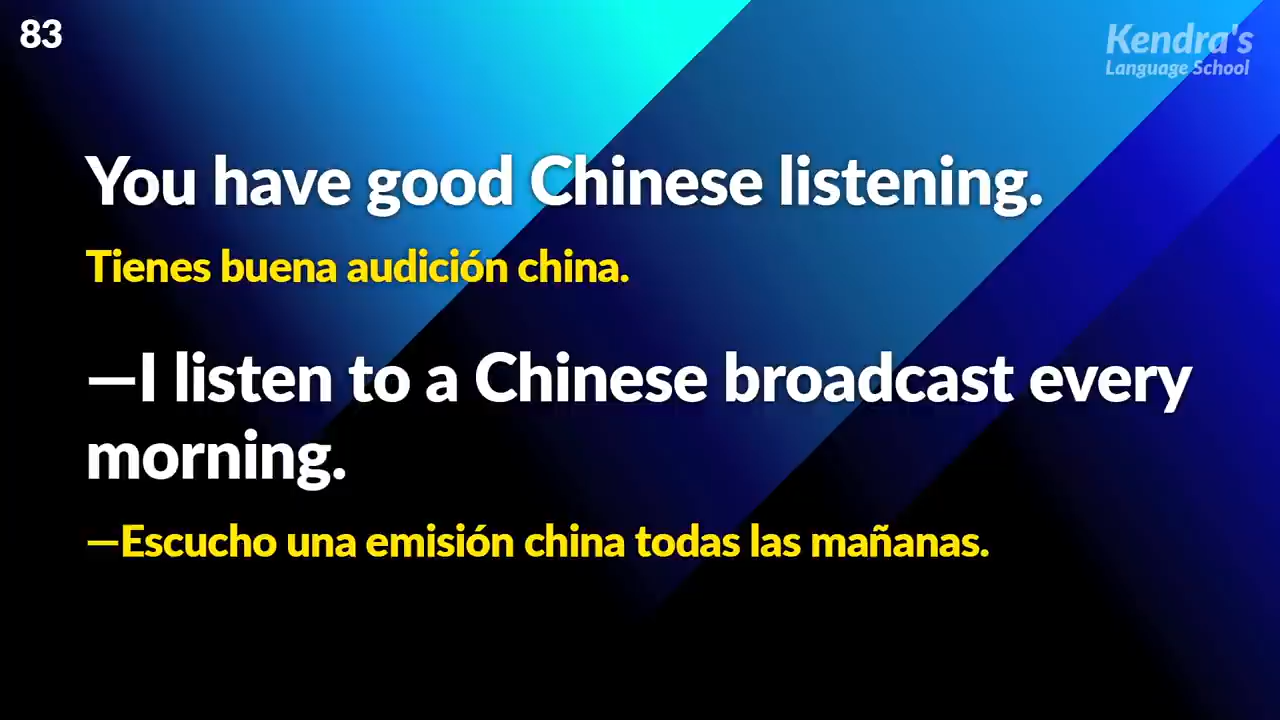 83
Kendra's
Language School
You have good Chinese listening.
Tienes buena audición china.
—I listen to a Chinese broadcast every
morning.
—Escucho una emisión china todas las mañanas.